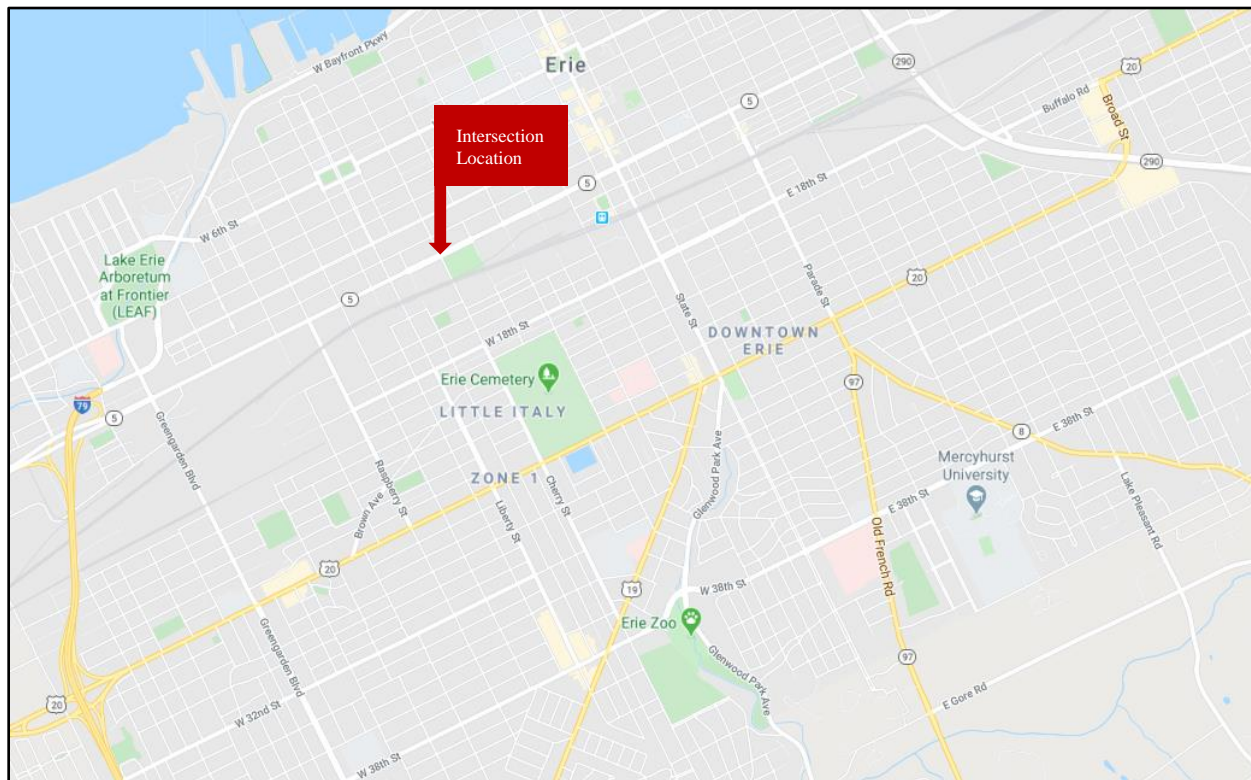 W Bayfront Pkwy
Erie
290
20
Buffalo Rd
Broad St
5
Intersection
Location
5
290
E 18th St
W 6th St
Lake Erie
Arboretum
at Frontier
(LEAF)
5
Parade St
20
State St
W 18th St
DOWNTOWN
ERIE
Erie Cemetery
97
79
5
LITTLE ITALY
Greengarden Blvd
Raspberry St
Glenwood Park Ave
8
E 38th St
Mercyhurst
University
ZONE 1
Cherry St
Liberty St
Brown Ave
E 38th St
Lake Pleasant Rd
Old French Rd
20
19
W 38th St
Erie Zoo
Greengarden Blvd
Glenwood Park Ave
97
E Gore Rd
20
W 32nd St
W 38th St